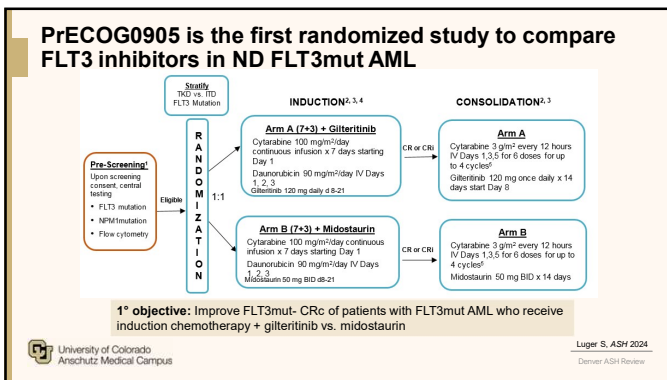 PrECOG0905 is the first randomized study to compare
FLT3 inhibitors in ND FLT3mut AML
Stratify
TKD vs. ITD
FLT3 Mutation
INDUCTION2, 3, 4
CONSOLIDATION2, 3
Pre-Screening1
Upon screening
consent, central
testing
• FLT3 mutation
• NPM1mutation
• Flow cytometry
Eligible
R
A
N
D
O
M
I
Z
A
T
I
O
N
1:1
Arm A (7+3) + Gilteritinib
Cytarabine 100 mg/m2/day
continuous infusion x 7 days starting
Day 1
Daunorubicin 90 mg/m2/day IV Days
1, 2, 3
Gilteritinib 120 mg daily d 8-21
CR or CRi
Arm A
Cytarabine 3 g/m2 every 12 hours
IV Days 1,3,5 for 6 doses for up
to 4 cycles5
Gilteritinib 120 mg once daily x 14
days start Day 8
Arm B (7+3) + Midostaurin
Cytarabine 100 mg/m2/day continuous
infusion x 7 days starting Day 1
Daunorubicin 90 mg/m2/day IV Days
1, 2, 3
Midostaurin 50 mg BID d8-21
CR or CRi
Arm B
Cytarabine 3 g/m2 every 12 hours
IV Days 1,3,5 for 6 doses for up to
4 cycles5
Midostaurin 50 mg BID x 14 days
1° objective: Improve FLT3mut- CRc of patients with FLT3mut AML who receive
induction chemotherapy + gilteritinib vs. midostaurin
University of Colorado
Anschutz Medical Campus
Luger S, ASH 2024
Denver ASH Review